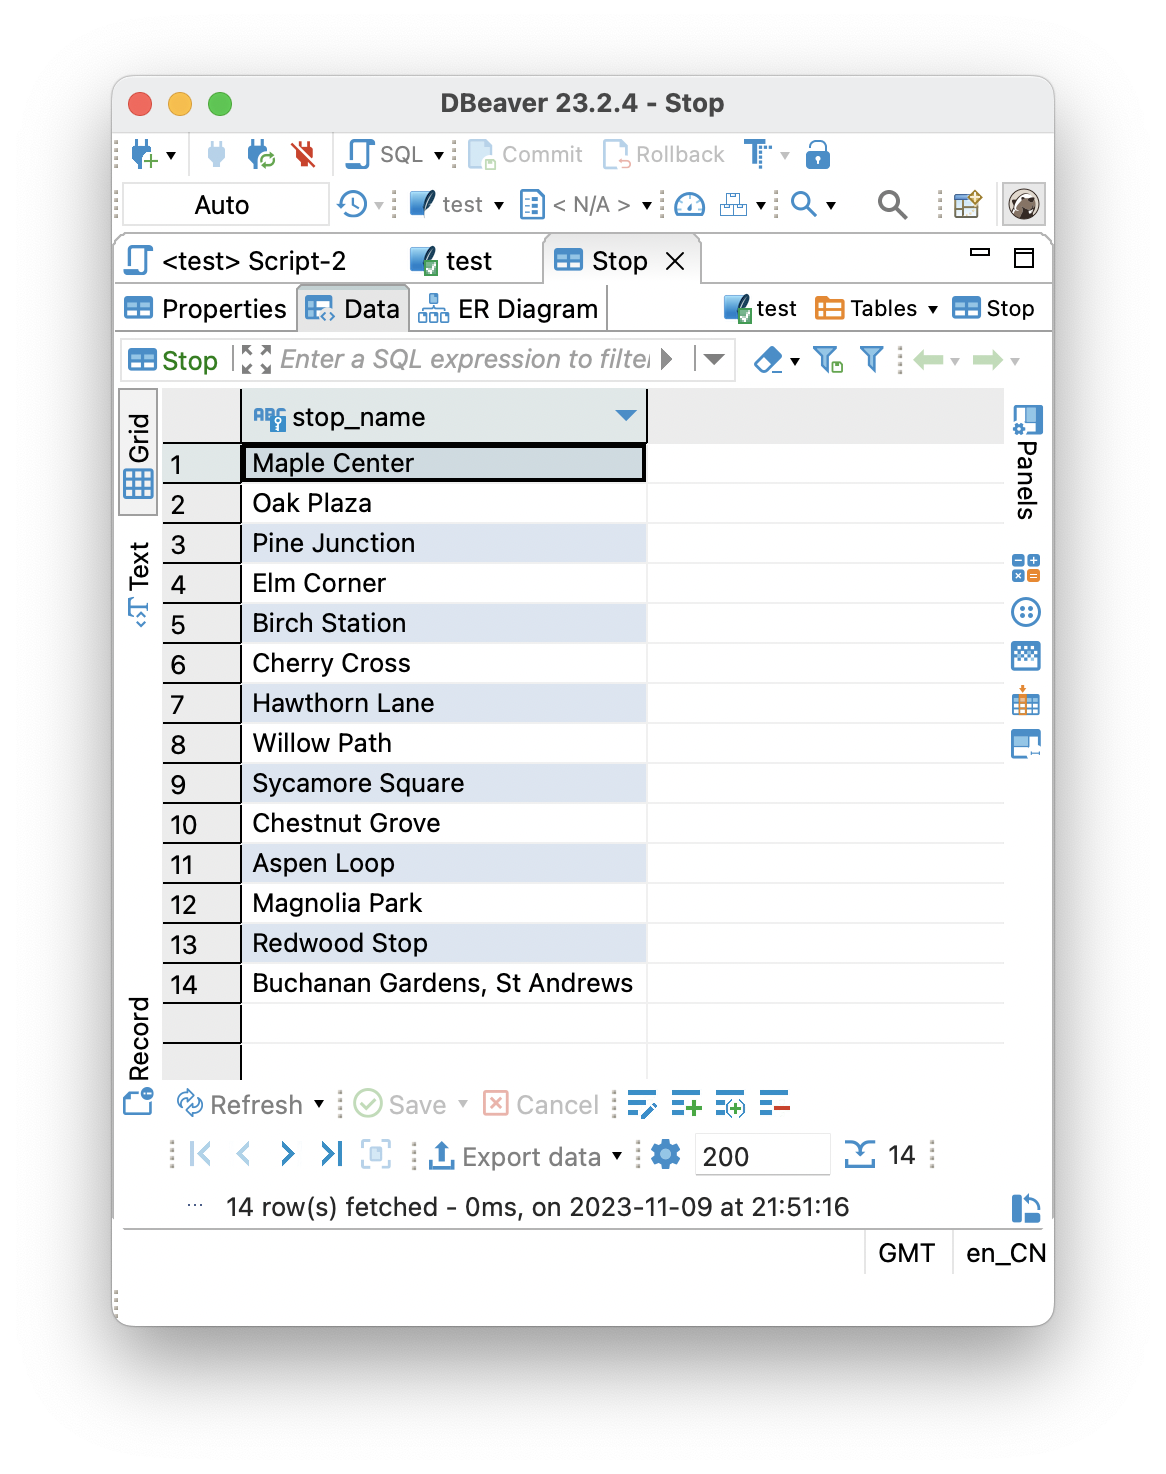 DBeaver 23.2.4 - Stop
SQL Commit Rollback T
Auto test < N/A >
<test> Script-2 test Stop
Properties Data ER Diagram test Tables Stop
Stop Enter a SQL expression to filter
Grid
Text
Record
Panels
ABC stop_name
1 Maple Center
2 Oak Plaza
3 Pine Junction
4 Elm Corner
5 Birch Station
6 Cherry Cross
7 Hawthorn Lane
8 Willow Path
9 Sycamore Square
10 Chestnut Grove
11 Aspen Loop
12 Magnolia Park
13 Redwood Stop
14 Buchanan Gardens, St Andrews
Refresh Save Cancel
Export data 200 14
... 14 row(s) fetched - 0ms, on 2023-11-09 at 21:51:16
GMT en_CN